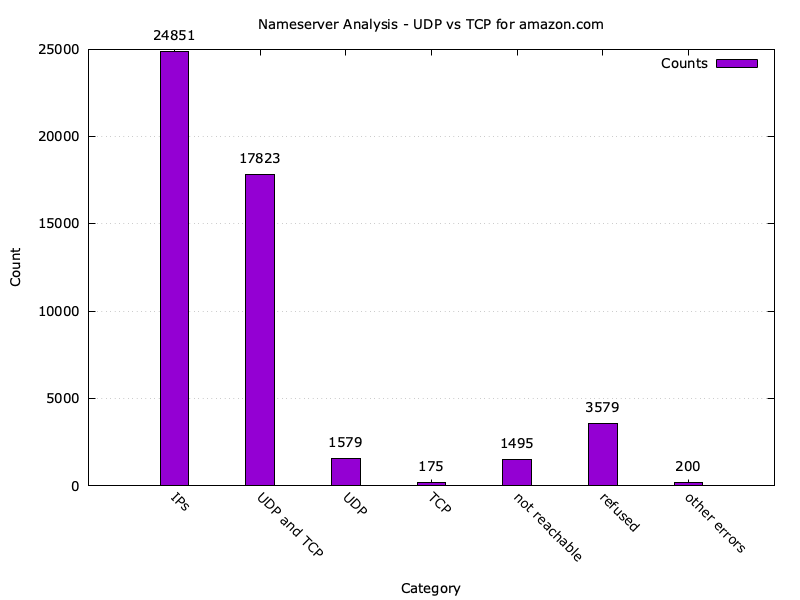 Nameserver Analysis - UDP vs TCP for amazon.com
Counts
Count
25000
20000
15000
10000
5000
0
24851
17823
1579
175
1495
3579
200
IPs
UDP and TCP
UDP
TCP
not reachable
refused
other errors
Category